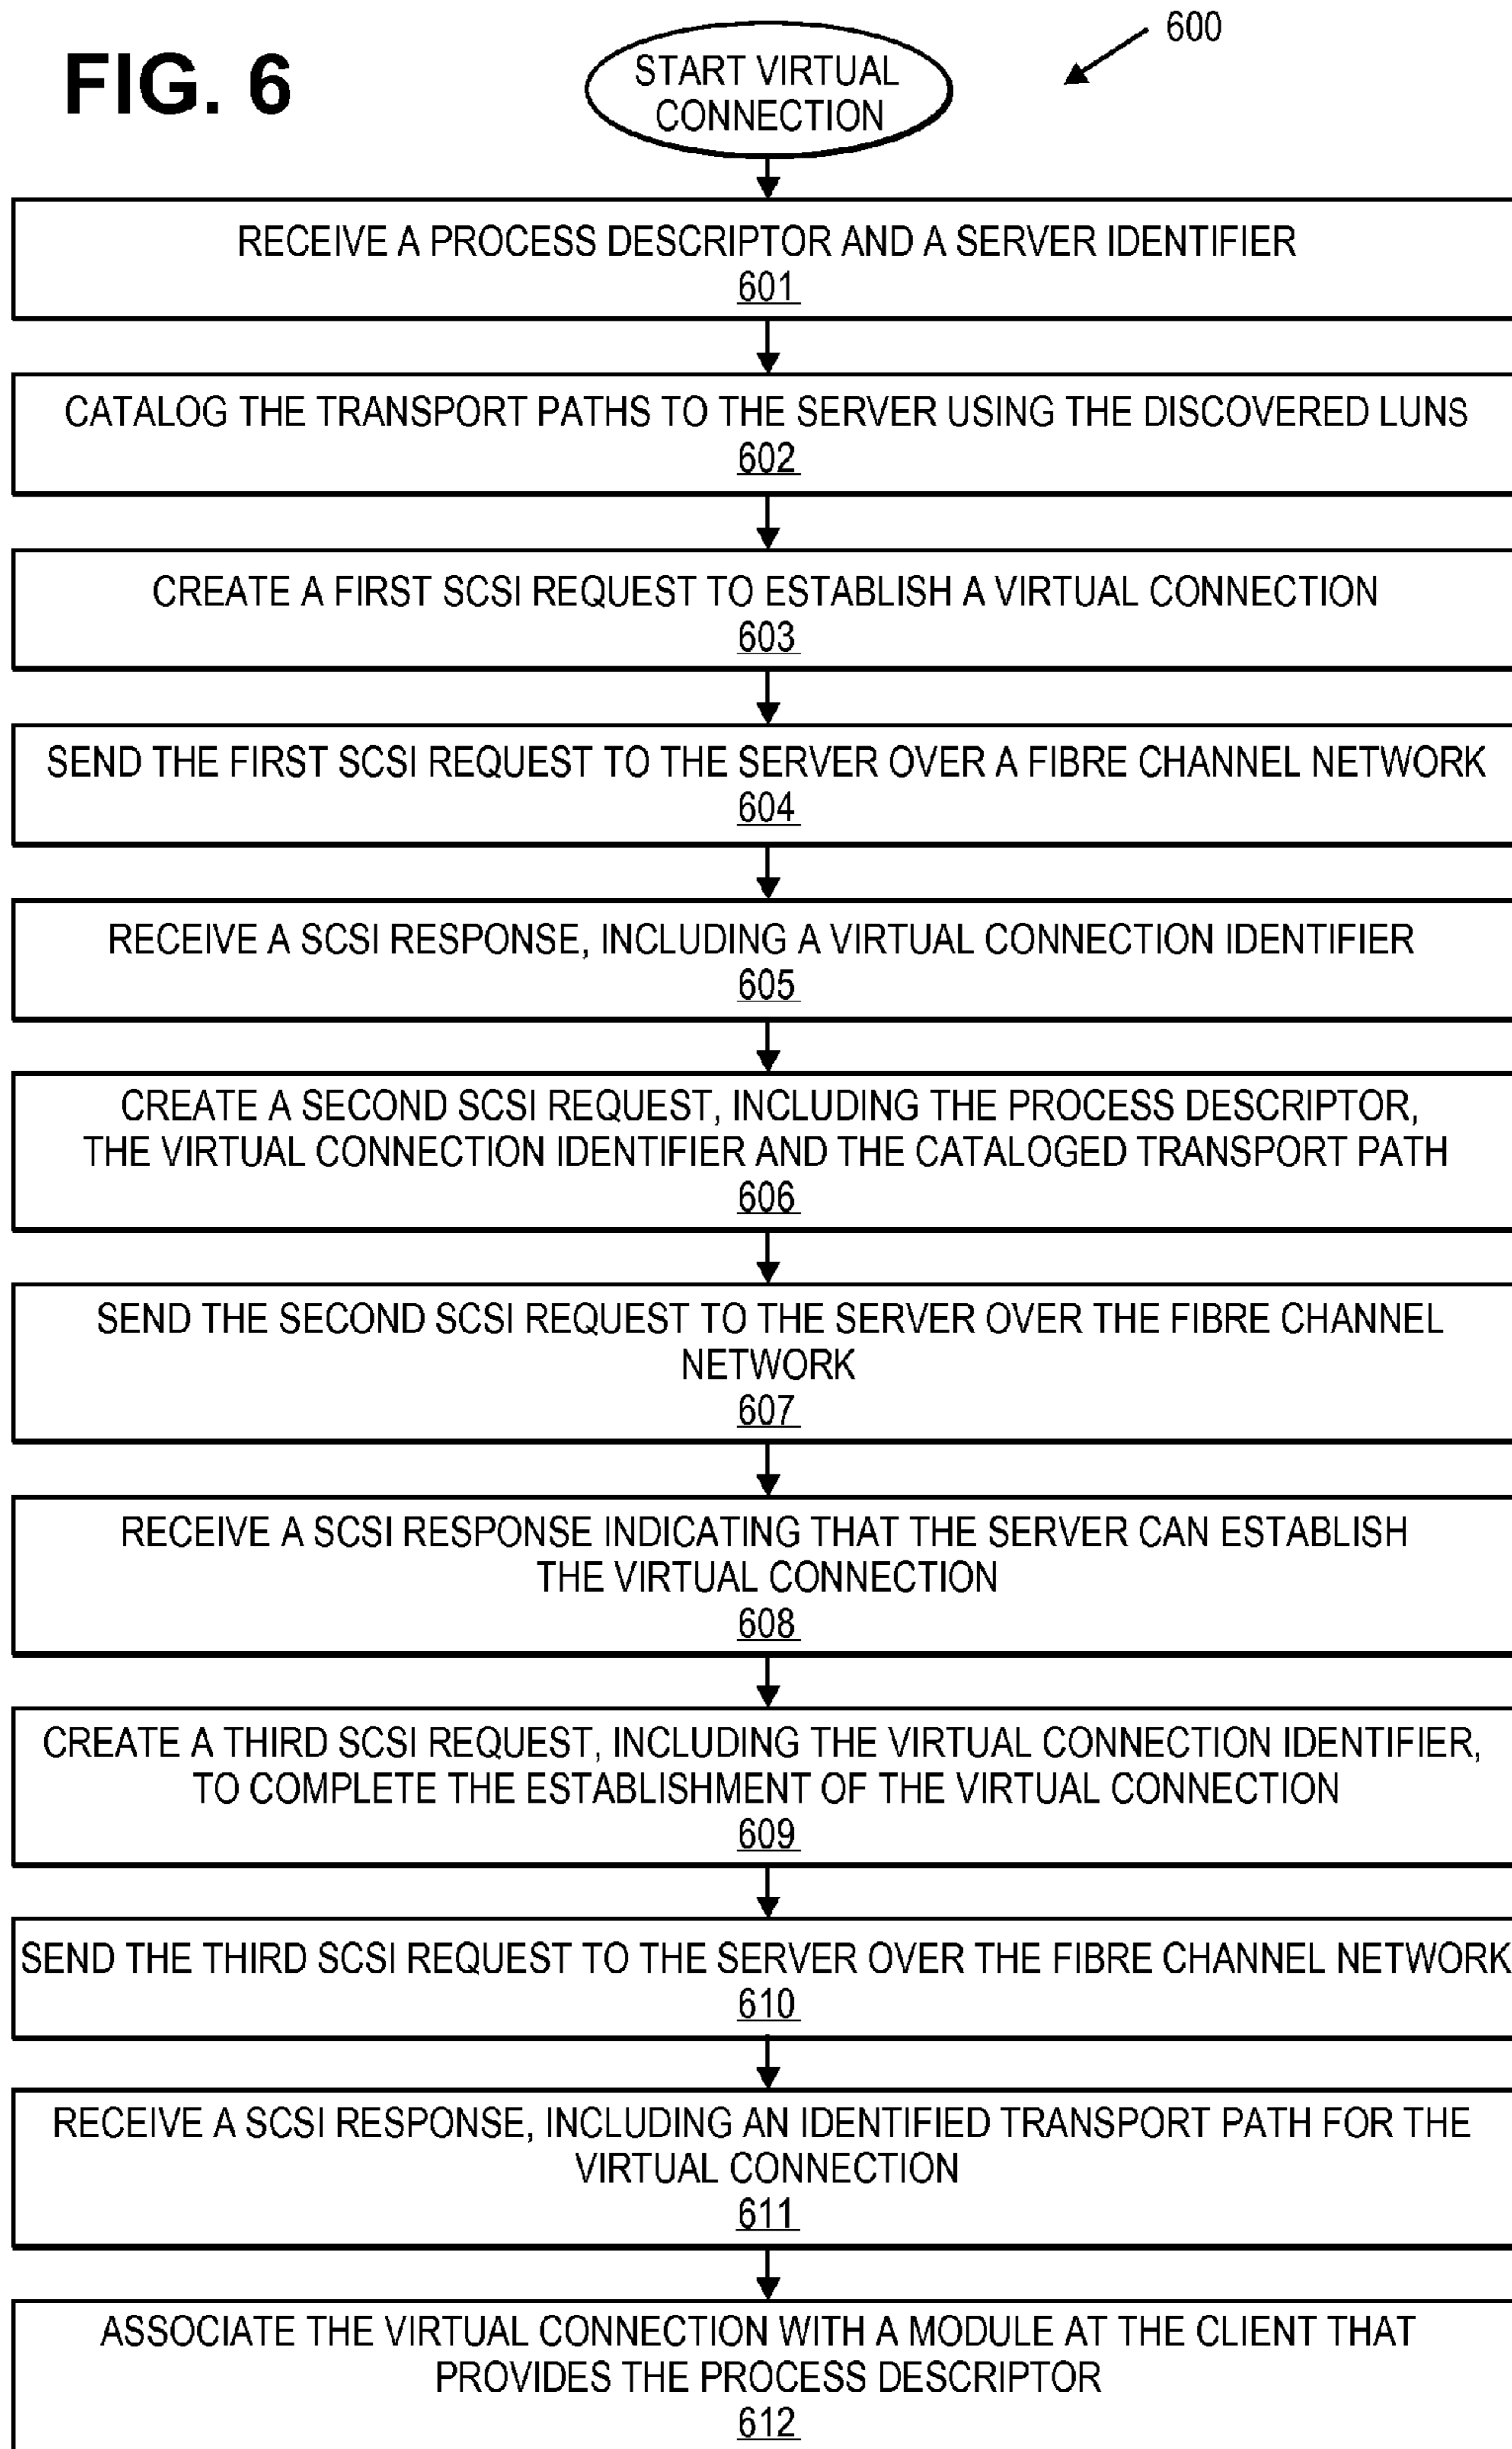 FIG. 6
600
START VIRTUAL
CONNECTION
RECEIVE A PROCESS DESCRIPTOR AND A SERVER IDENTIFIER
601
CATALOG THE TRANSPORT PATHS TO THE SERVER USING THE DISCOVERED LUNS
602
CREATE A FIRST SCSI REQUEST TO ESTABLISH A VIRTUAL CONNECTION
603
SEND THE FIRST SCSI REQUEST TO THE SERVER OVER A FIBRE CHANNEL NETWORK
604
RECEIVE A SCSI RESPONSE, INCLUDING A VIRTUAL CONNECTION IDENTIFIER
605
CREATE A SECOND SCSI REQUEST, INCLUDING THE PROCESS DESCRIPTOR,
THE VIRTUAL CONNECTION IDENTIFIER AND THE CATALOGED TRANSPORT PATH
606
SEND THE SECOND SCSI REQUEST TO THE SERVER OVER THE FIBRE CHANNEL
NETWORK
607
RECEIVE A SCSI RESPONSE INDICATING THAT THE SERVER CAN ESTABLISH
THE VIRTUAL CONNECTION
608
CREATE A THIRD SCSI REQUEST, INCLUDING THE VIRTUAL CONNECTION IDENTIFIER,
TO COMPLETE THE ESTABLISHMENT OF THE VIRTUAL CONNECTION
609
SEND THE THIRD SCSI REQUEST TO THE SERVER OVER THE FIBRE CHANNEL NETWORK
610
RECEIVE A SCSI RESPONSE, INCLUDING AN IDENTIFIED TRANSPORT PATH FOR THE
VIRTUAL CONNECTION
611
ASSOCIATE THE VIRTUAL CONNECTION WITH A MODULE AT THE CLIENT THAT
PROVIDES THE PROCESS DESCRIPTOR
612